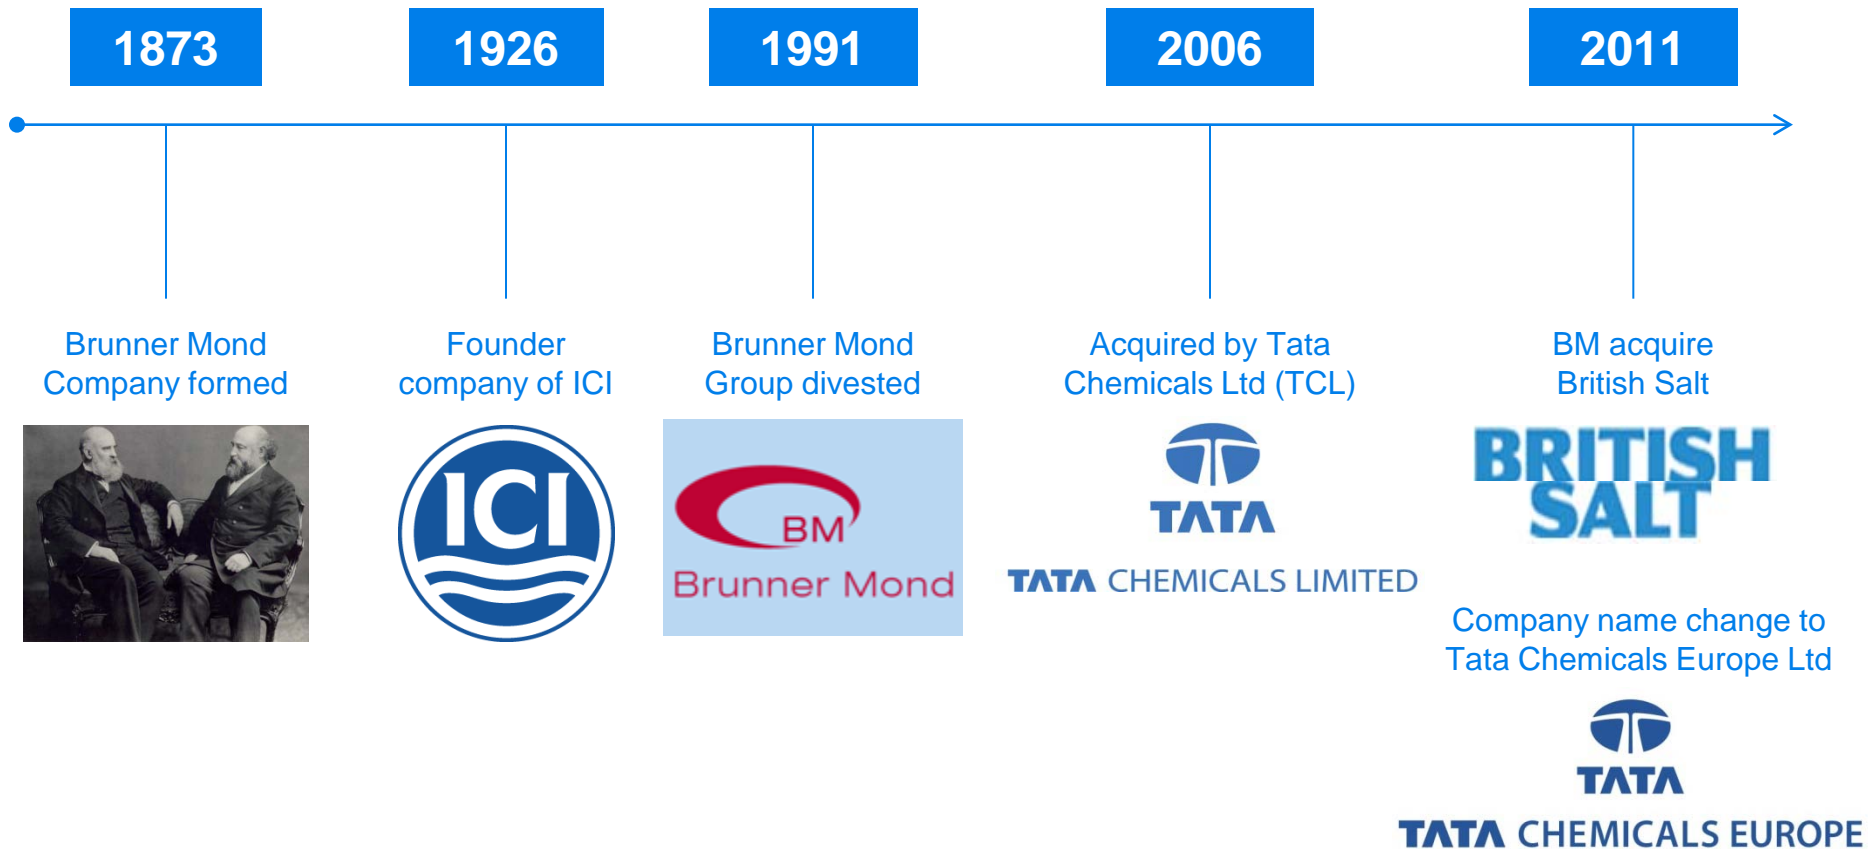 1873
1926
1991
2006
2011
Brunner Mond
Company formed
Founder
company of ICI
ICI
Brunner Mond
Group divested
BM
Brunner Mond
Acquired by Tata
Chemicals Ltd (TCL)
TATA
TATA CHEMICALS LIMITED
BM acquire
British Salt
BRITISH
SALT
Company name change to
Tata Chemicals Europe Ltd
TATA
TATA CHEMICALS EUROPE